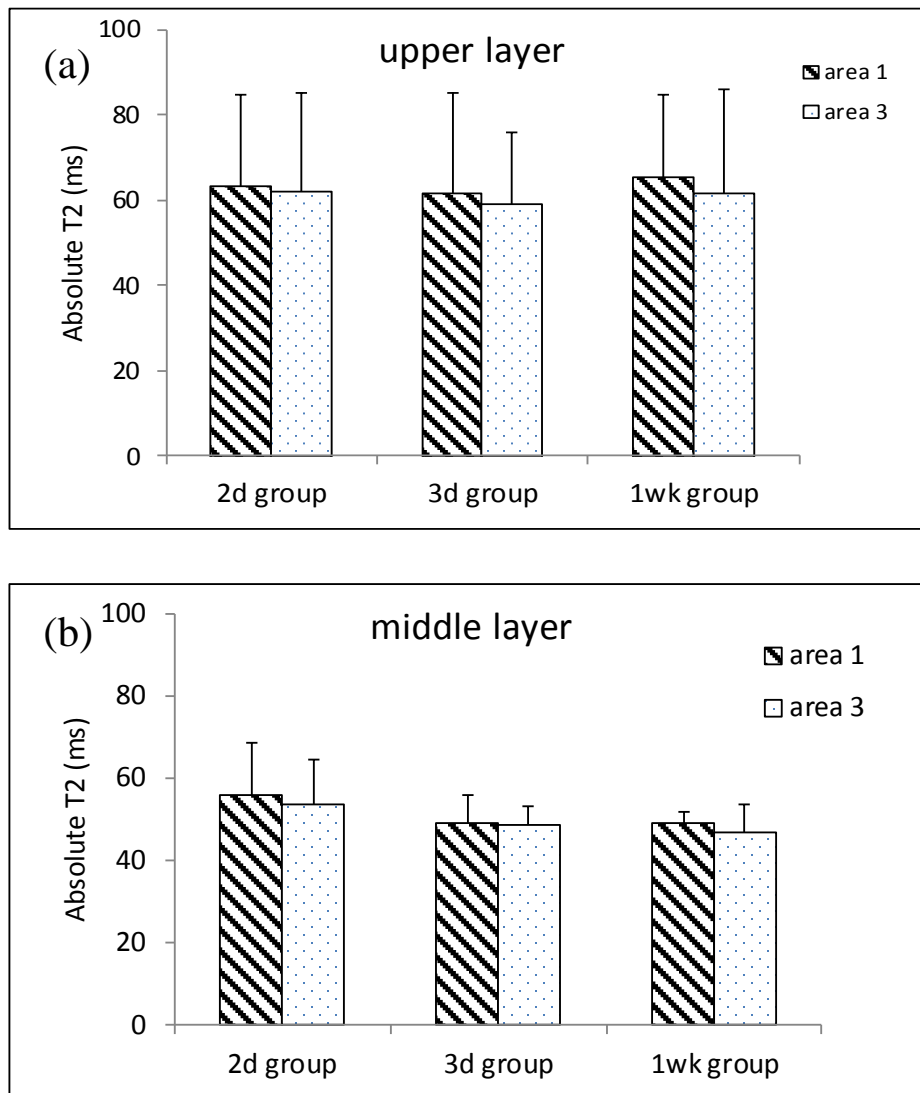 (a)
upper layer
area 1
area 3
Absolute T2 (ms)
100
80
60
40
20
0
2d group 3d group 1wk group
(b)
middle layer
area 1
area 3
Absolute T2 (ms)
100
80
60
40
20
0
2d group 3d group 1wk group